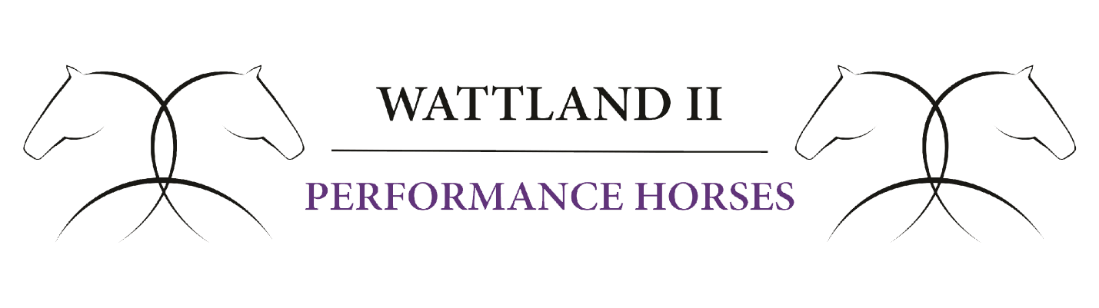 WATTLAND II
PERFORMANCE HORSES